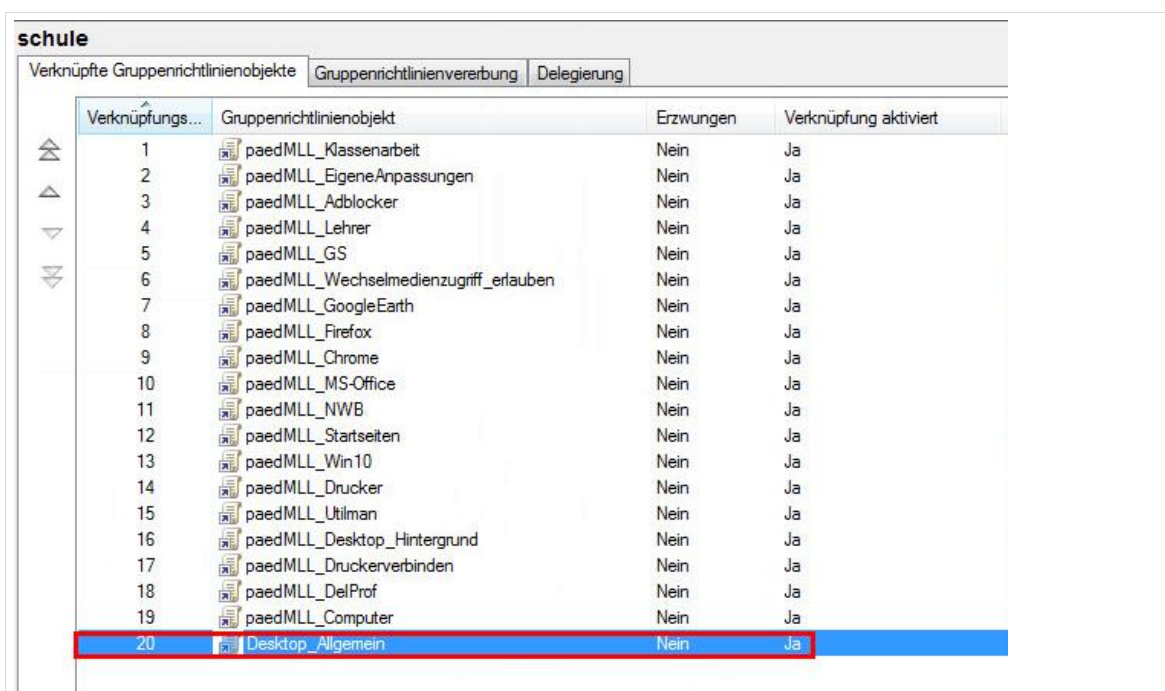 schule
Verknüpfte Gruppenrichtlinienobjekte Gruppenrichtlinienvererbung Delegierung
Verknüpfungs... Gruppenrichtlinienobjekt Erzwungen Verknüpfung aktiviert
1 paedMLL_Klassenarbeit Nein Ja
2 paedMLL_EigeneAnpassungen Nein Ja
3 paedMLL_Adblocker Nein Ja
4 paedMLL_Lehrer Nein Ja
5 paedMLL_GS Nein Ja
6 paedMLL_Wechselmedienzugriff_erlauben Nein Ja
7 paedMLL_GoogleEarth Nein Ja
8 paedMLL_Firefox Nein Ja
9 paedMLL_Chrome Nein Ja
10 paedMLL_MS-Office Nein Ja
11 paedMLL_NWB Nein Ja
12 paedMLL_Startseiten Nein Ja
13 paedMLL_Win10 Nein Ja
14 paedMLL_Drucker Nein Ja
15 paedMLL_Utilman Nein Ja
16 paedMLL_Desktop_Hintergrund Nein Ja
17 paedMLL_Druckerverbinden Nein Ja
18 paedMLL_DelProf Nein Ja
19 paedMLL_Computer Nein Ja
20 Desktop_Allgemein Nein Ja